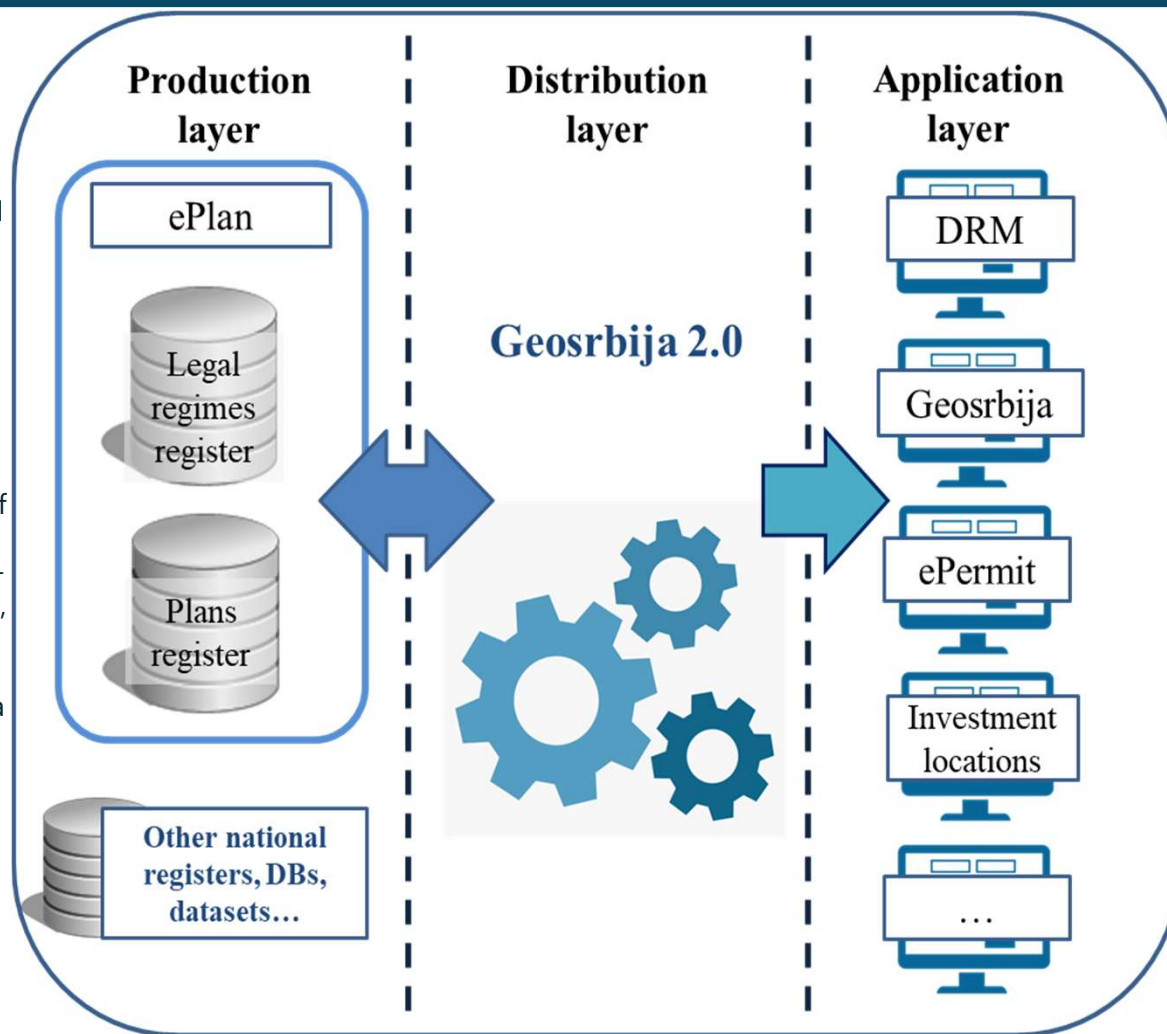 Production
layer
ePlan
Legal
regimes
register
Plans
register
Other national
registers, DBs,
datasets…
Distribution
layer
Geosrbija 2.0
Application
layer
DRM
Geosrbija
ePermit
Investment
locations
…